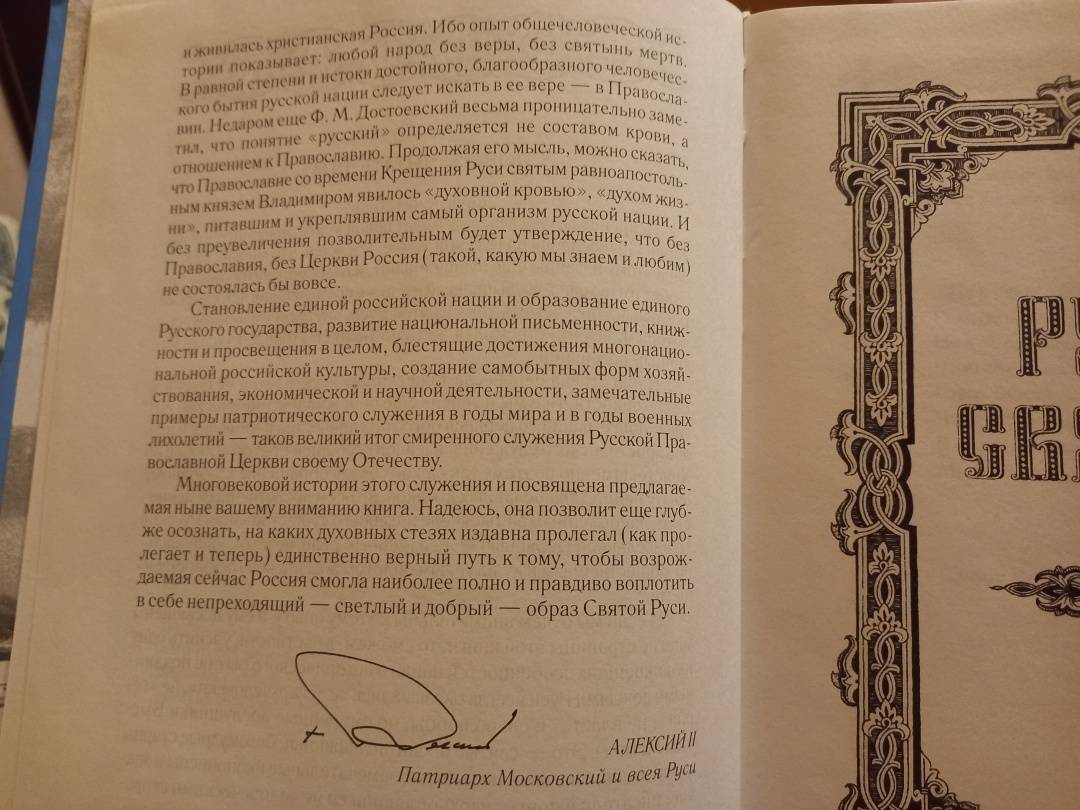 и живилась христианская Россия. Ибо опыт общечеловеческой ис-
тории показывает: любой народ без веры, без святынь мертв.
В равной степени и истоки достойного, благообразного человечес-
кого бытия русской нации следует искать в ее вере — в Правосла-
вии. Недаром еще Ф. М. Достоевский весьма проницательно заме-
тил, что понятие «русский» определяется не составом крови, а
отношением к Православию. Продолжая его мысль, можно сказать,
что Православие со времени Крещения Руси святым равноапостоль-
ным князем Владимиром явилось «духовной кровью», «духом жиз-
ни», питавшим и укреплявшим самый организм русской нации. И
без преувеличения позволительным будет утверждение, что без
Православия, без Церкви Россия (такой, какую мы знаем и любим)
не состоялась бы вовсе.
Становление единой российской нации и образование единого
Русского государства, развитие национальной письменности, книж-
ности и просвещения в целом, блестящие достижения многонацио-
нальной российской культуры, создание самобытных форм хозяй-
ствования, экономической и научной деятельности, замечательные
примеры патриотического служения в годы мира и в годы военных
лихолетий — таков великий итог смиренного служения Русской Пра-
вославной Церкви своему Отечеству.
Многовековой истории этого служения и посвящена предлагае-
мая ныне вашему вниманию книга. Надеюсь, она позволит еще глуб-
же осознать, на каких духовных стезях издавна пролегал (как про-
легает и теперь) единственно верный путь к тому, чтобы возрож-
даемая сейчас Россия смогла наиболее полно и правдиво воплотить
в себе непреходящий — светлый и добрый — образ Святой Руси.
АЛЕКСИЙ II
Патриарх Московский и всея Руси